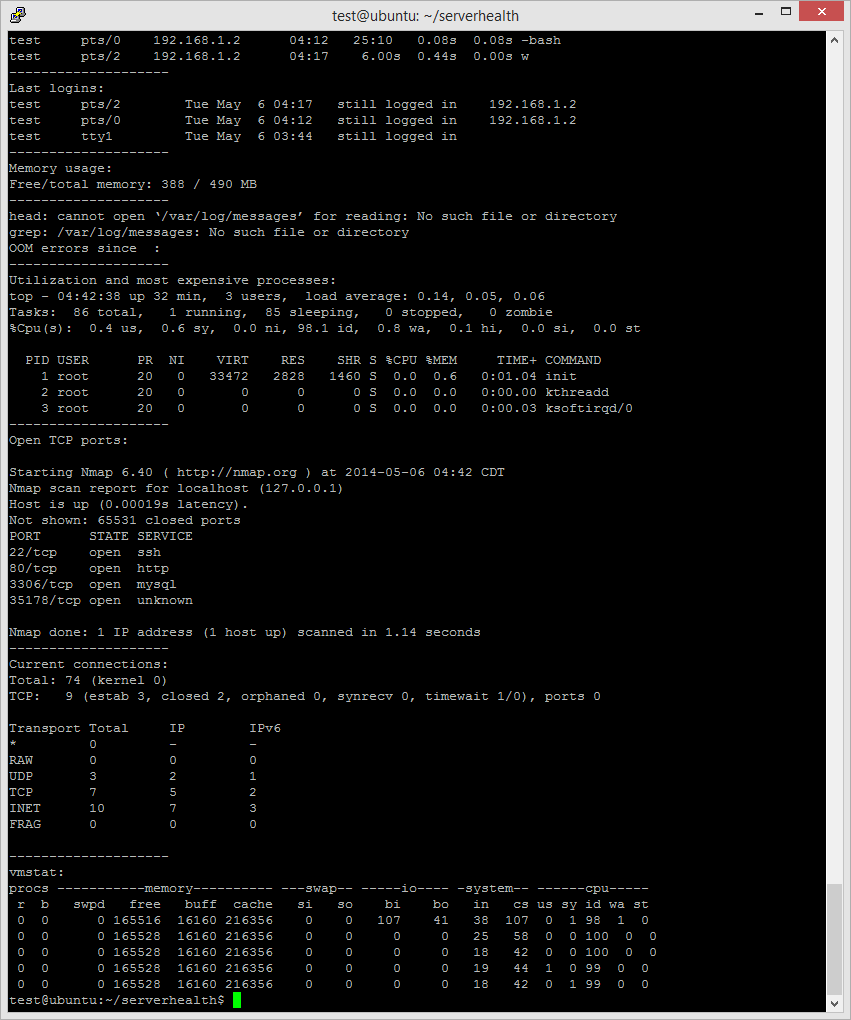 test@ubuntu: ~/serverhealth
test     pts/0    192.168.1.2      04:12   25:10   0.08s  0.08s -bash
test     pts/2    192.168.1.2      04:17    6.00s  0.44s  0.00s w
--------------------
Last logins:
test     pts/2        Tue May  6 04:17   still logged in    192.168.1.2
test     pts/0        Tue May  6 04:12   still logged in    192.168.1.2
test     tty1         Tue May  6 03:44   still logged in
--------------------
Memory usage:
Free/total memory: 388 / 490 MB
--------------------
head: cannot open ‘/var/log/messages’ for reading: No such file or directory
grep: /var/log/messages: No such file or directory
OOM errors since  :
--------------------
Utilization and most expensive processes:
top - 04:42:38 up 32 min,  3 users,  load average: 0.14, 0.05, 0.06
Tasks:  86 total,   1 running,  85 sleeping,   0 stopped,   0 zombie
%Cpu(s):  0.4 us,  0.6 sy,  0.0 ni, 98.1 id,  0.8 wa,  0.1 hi,  0.0 si,  0.0 st
  PID USER      PR  NI    VIRT    RES    SHR S %CPU %MEM     TIME+ COMMAND
    1 root      20   0   33472   2828   1460 S  0.0  0.6   0:01.04 init
    2 root      20   0       0      0      0 S  0.0  0.0   0:00.00 kthreadd
    3 root      20   0       0      0      0 S  0.0  0.0   0:00.03 ksoftirqd/0
--------------------
Open TCP ports:
Starting Nmap 6.40 ( http://nmap.org ) at 2014-05-06 04:42 CDT
Nmap scan report for localhost (127.0.0.1)
Host is up (0.00019s latency).
Not shown: 65531 closed ports
PORT      STATE SERVICE
22/tcp    open  ssh
80/tcp    open  http
3306/tcp  open  mysql
35178/tcp open  unknown
Nmap done: 1 IP address (1 host up) scanned in 1.14 seconds
--------------------
Current connections:
Total: 74 (kernel 0)
TCP:   9 (estab 3, closed 2, orphaned 0, synrecv 0, timewait 1/0), ports 0
Transport Total     IP        IPv6
*         0         -         -
RAW       0         0         0
UDP       3         2         1
TCP       7         5         2
INET      10        7         3
FRAG      0         0         0
--------------------
vmstat:
procs -----------memory---------- ---swap-- -----io---- -system-- ------cpu-----
 r  b   swpd   free   buff  cache   si   so    bi    bo   in   cs us sy id wa st
 0  0      0 165516  16160 216356    0    0   107    41   38  107  0  1 98  1  0
 0  0      0 165528  16160 216356    0    0     0     0   25   58  0  0 100  0  0
 0  0      0 165528  16160 216356    0    0     0     0   18   42  0  0 100  0  0
 0  0      0 165528  16160 216356    0    0     0     0   19   44  1  0 99  0  0
 0  0      0 165528  16160 216356    0    0     0     0   18   42  0  1 99  0  0
test@ubuntu:~/serverhealth$